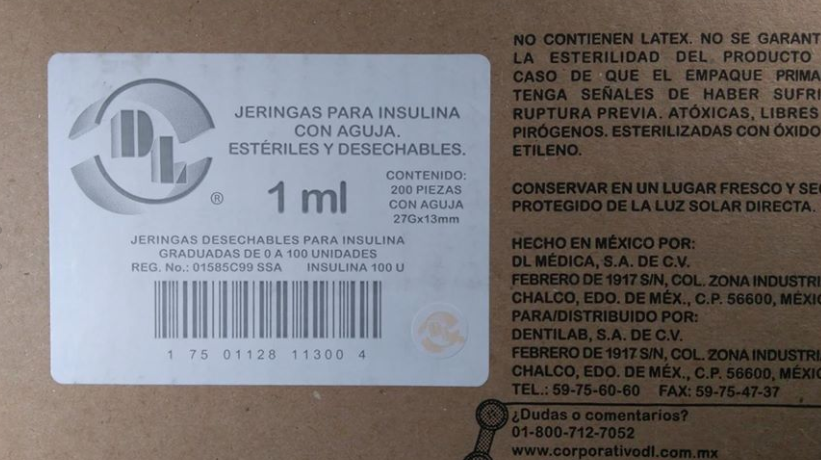 DL
®
JERINGAS PARA INSULINA
CON AGUJA.
ESTÉRILES Y DESECHABLES.
1 ml
CONTENIDO:
200 PIEZAS
CON AGUJA
27Gx13mm
JERINGAS DESECHABLES PARA INSULINA
GRADUADAS DE 0 A 100 UNIDADES
REG. No.: 01585C99 SSA INSULINA 100 U
1 75 01128 11300 4
NO CONTIENEN LATEX. NO SE GARANT
LA ESTERILIDAD DEL PRODUCTO
CASO DE QUE EL EMPAQUE PRIMA
TENGA SEÑALES DE HABER SUFRI
RUPTURA PREVIA. ATÓXICAS, LIBRES
PIRÓGENOS. ESTERILIZADAS CON ÓXIDO
ETILENO.
CONSERVAR EN UN LUGAR FRESCO Y SE
PROTEGIDO DE LA LUZ SOLAR DIRECTA.
HECHO EN MÉXICO POR:
DL MÉDICA, S.A. DE C.V.
FEBRERO DE 1917 S/N, COL. ZONA INDUSTRI
CHALCO, EDO. DE MÉX., C.P. 56600, MÉXIC
PARA/DISTRIBUIDO POR:
DENTILAB, S.A. DE C.V.
FEBRERO DE 1917 S/N, COL. ZONA INDUSTRI
CHALCO, EDO. DE MÉX., C.P. 56600, MÉXIC
TEL.: 59-75-60-60 FAX: 59-75-47-37
¿Dudas o comentarios?
01-800-712-7052
www.corporativodl.com.mx